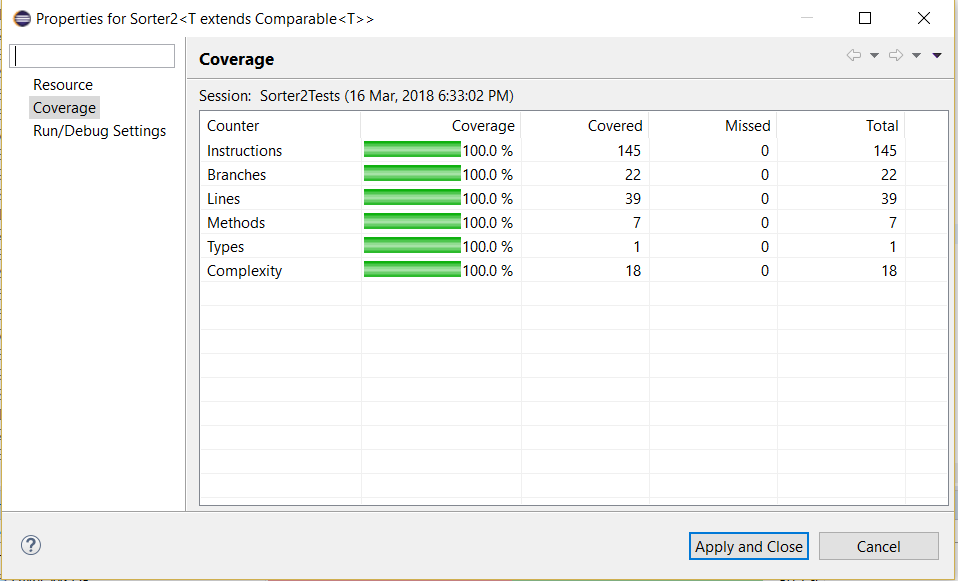 Properties for Sorter2<T extends Comparable<T>>
Resource
Coverage
Run/Debug Settings
Coverage
Session: Sorter2Tests (16 Mar, 2018 6:33:02 PM)
Counter Coverage Covered Missed Total
Instructions 100.0 % 145 0 145
Branches 100.0 % 22 0 22
Lines 100.0 % 39 0 39
Methods 100.0 % 7 0 7
Types 100.0 % 1 0 1
Complexity 100.0 % 18 0 18
?
Apply and Close Cancel